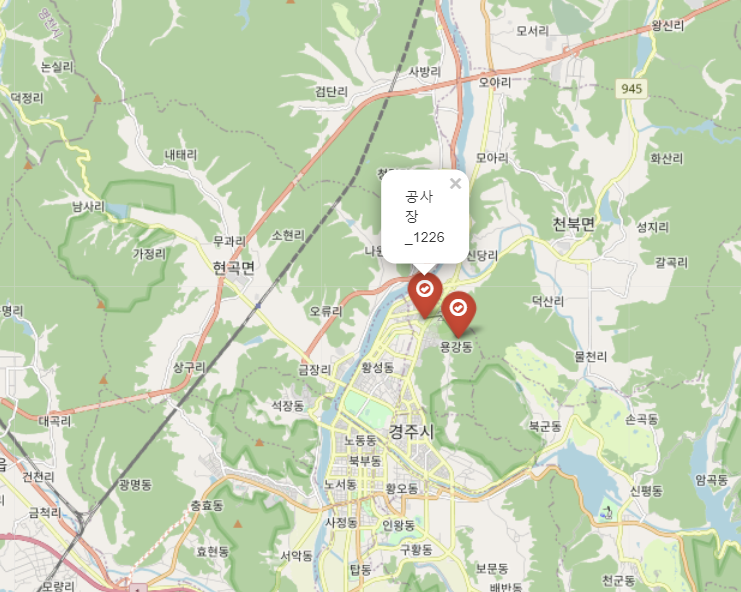 왕신리
모서리
논실리
사방리
오야리
덕정리
검단리
945
내태리
모아리
화산리
공사
장
_1226
×
남사리
천북면
성지리
무과리
소현리
가정리
신당리
갈곡리
현곡면
오류리
덕산리
용강동
물천리
상구리
금장리
황성동
석장동
대곡리
손곡동
경주시
북군동
노동동
북부동
건천리
광명동
노서동
황오동
신평동
암곡동
충효동
금척리
사정동
인왕동
효현동
서악동
구황동
탑동
보문동
천군동
모량리
1
배반동